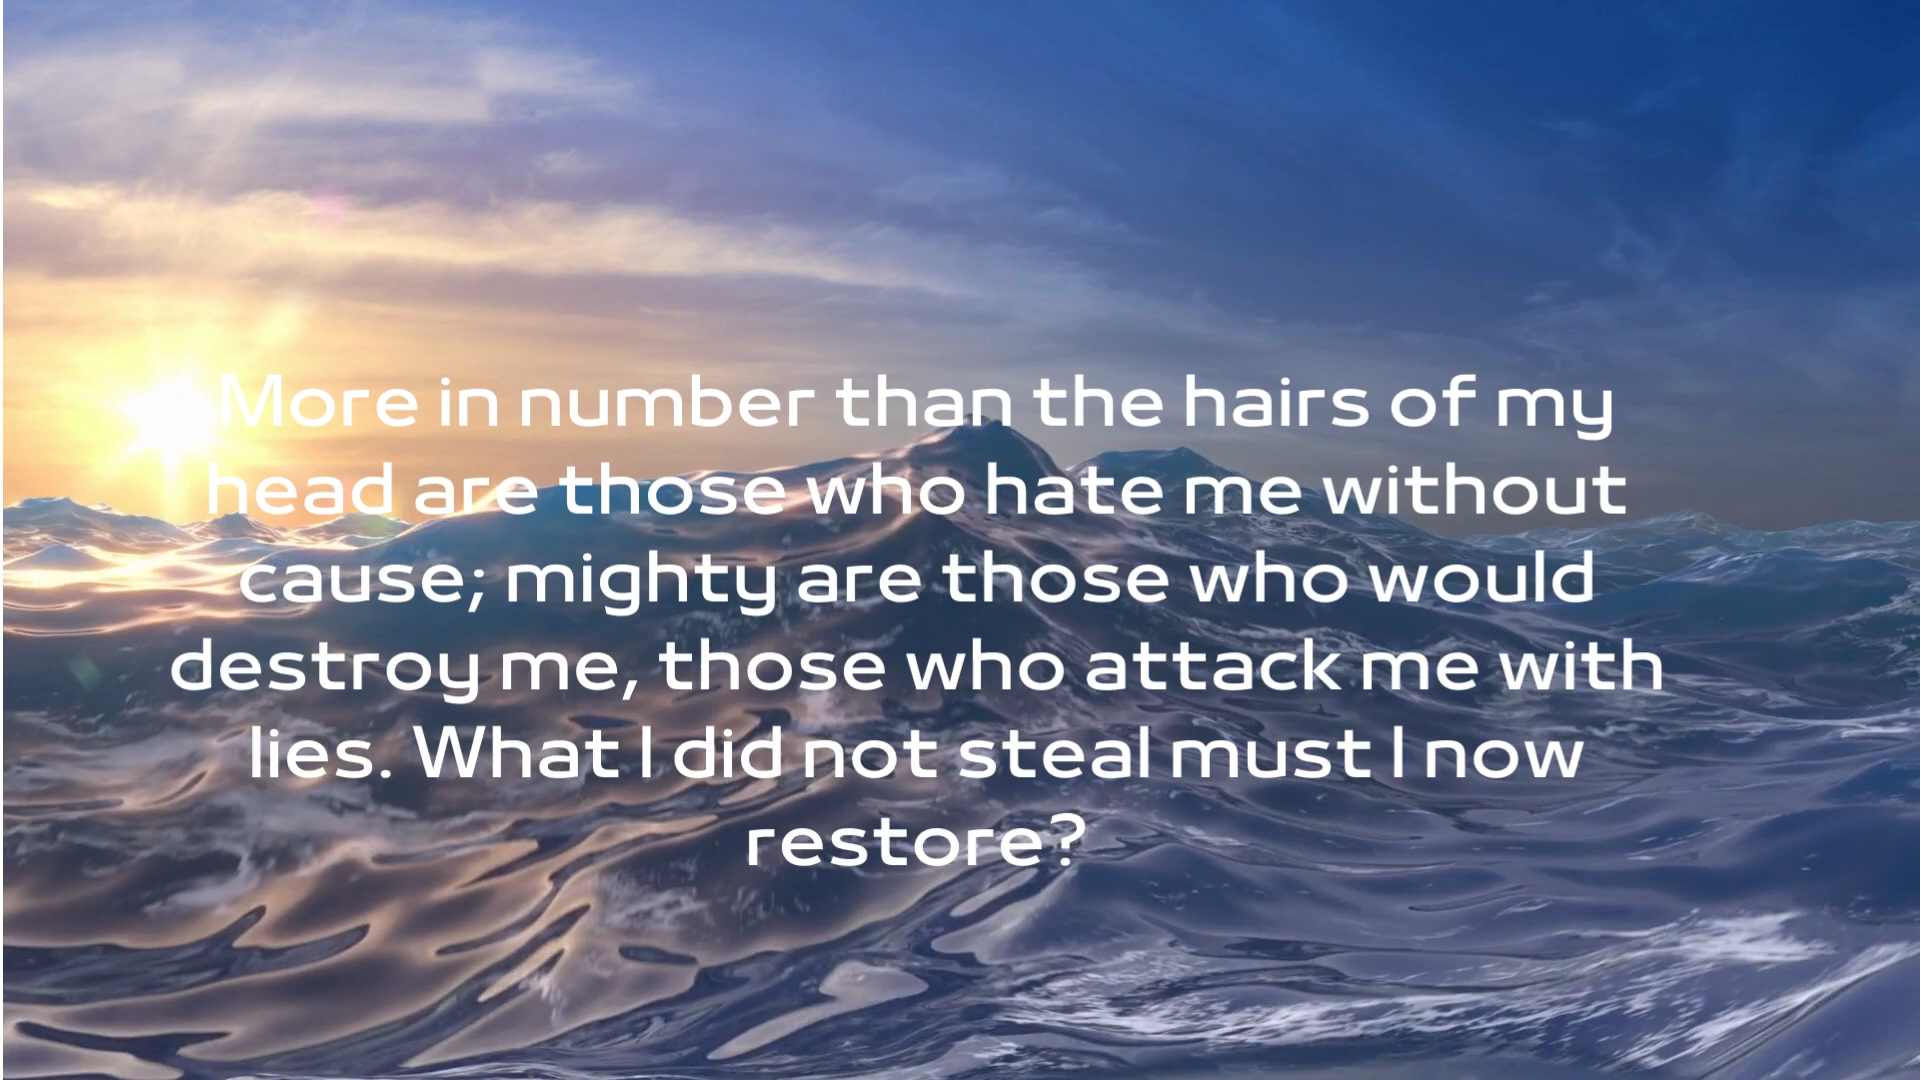 More in number than the hairs of my
head are those who hate me without
cause; mighty are those who would
destroy me, those who attack me with
lies. What I did not steal must I now
restore?